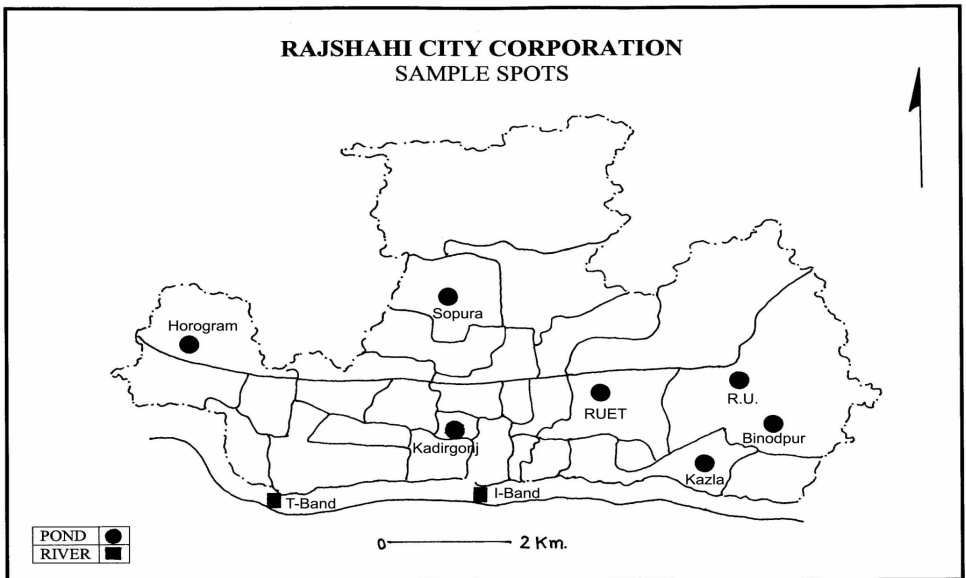 RAJSHAHI CITY CORPORATION
SAMPLE SPOTS
Sopura
Horogram
RUET
R.U.
Binodpur
Kadirgonj
Kazla
T-Band
I-Band
POND
RIVER
0 2 Km.